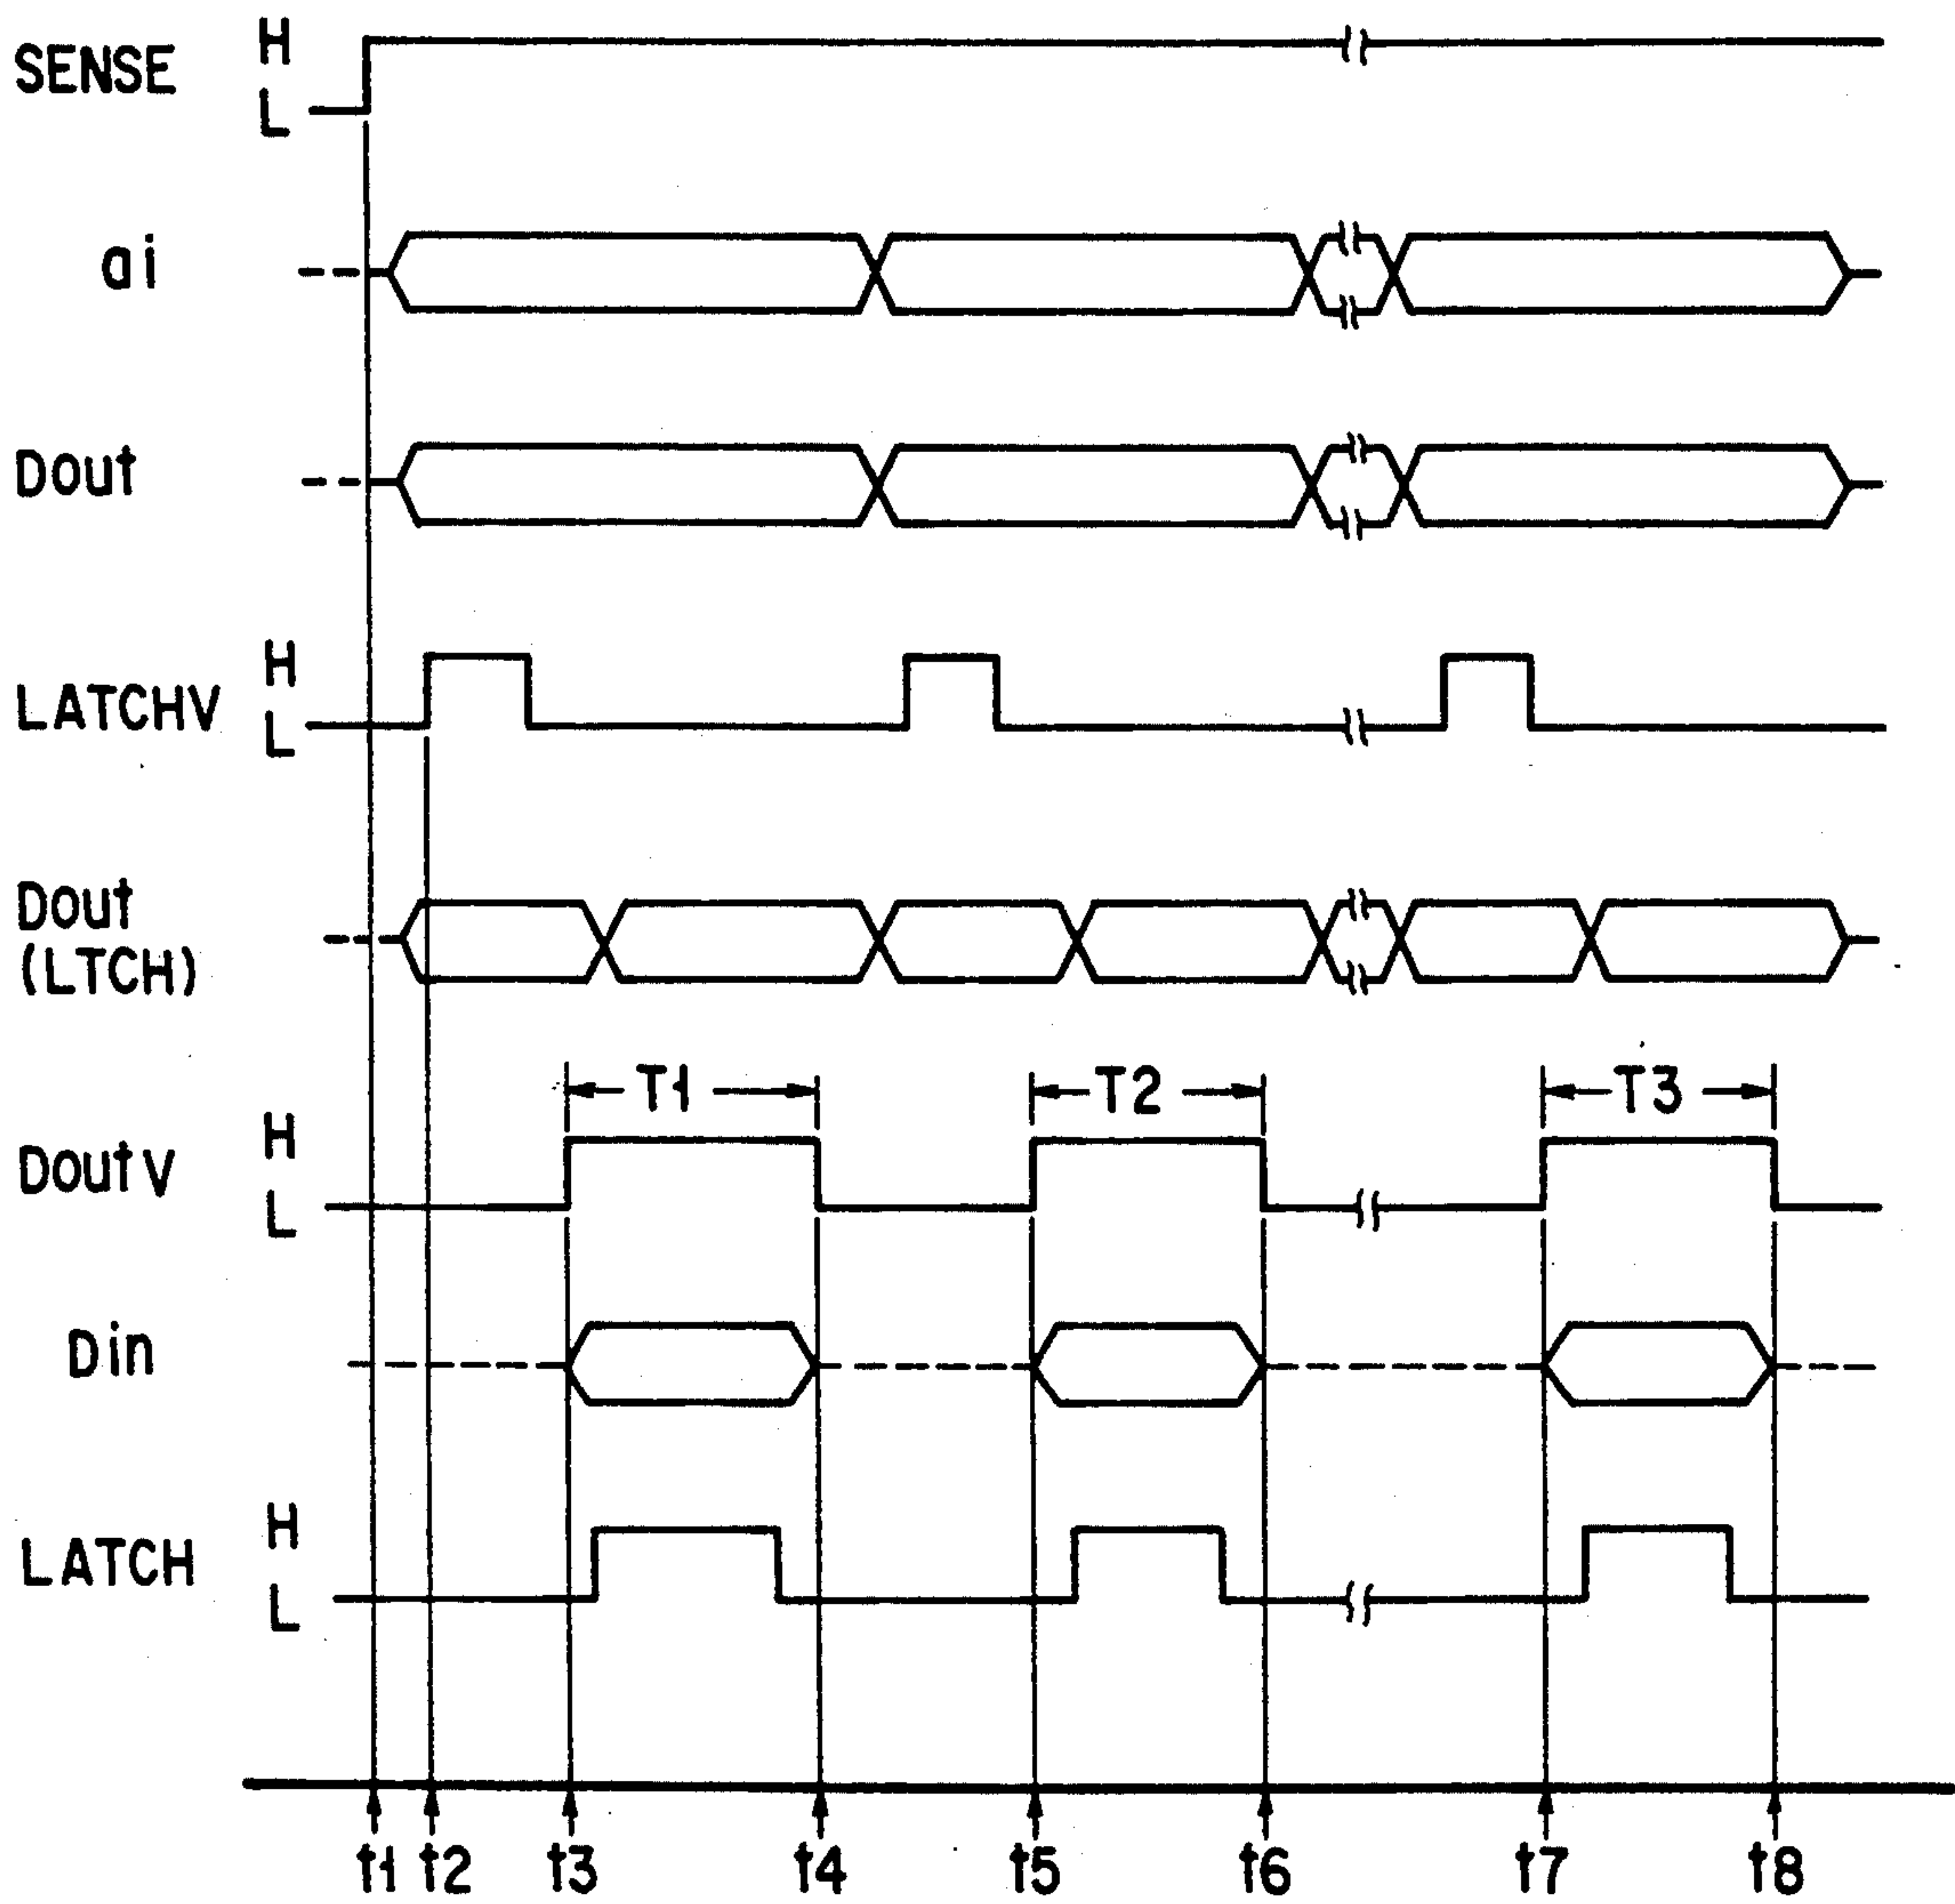 SENSE H
L
ai
Dout
LATCHV H
L
Dout
(LTCH)
T1 T2 T3
DoutV H
L
Din
LATCH H
L
t1 t2 t3 t4 t5 t6 t7 t8